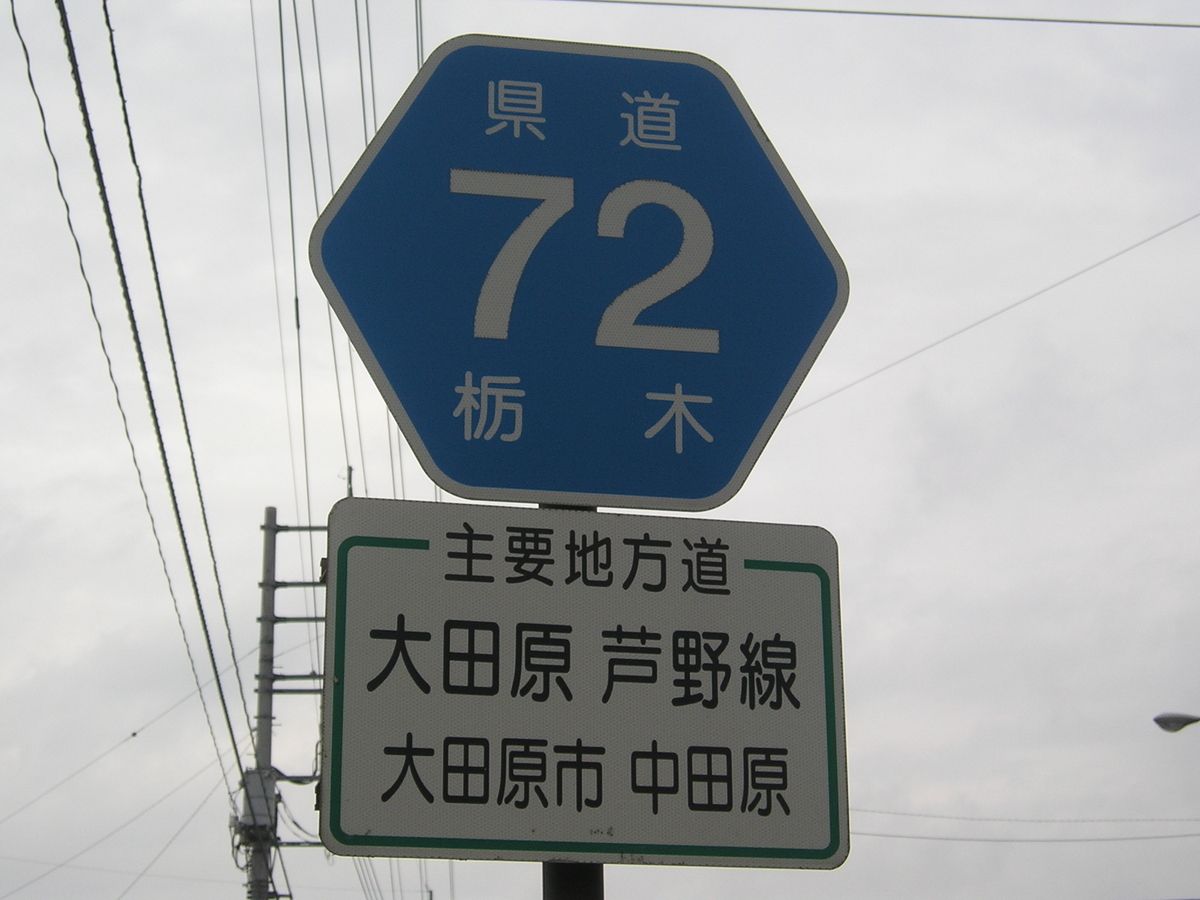 県道
72
栃木
主要地方道
大田原 芦野線
大田原市 中田原